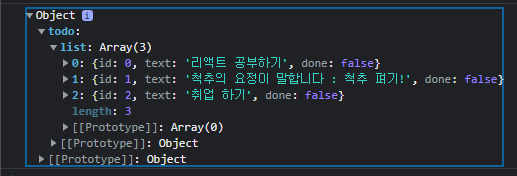 Object i
todo:
list: Array(3)
0: {id: 0, text: '리액트 공부하기', done: false}
1: {id: 1, text: '척추의 요정이 말합니다 : 척추 펴기!', done: false}
2: {id: 2, text: '취업 하기', done: false}
length: 3
[[Prototype]]: Array(0)
[[Prototype]]: Object
[[Prototype]]: Object